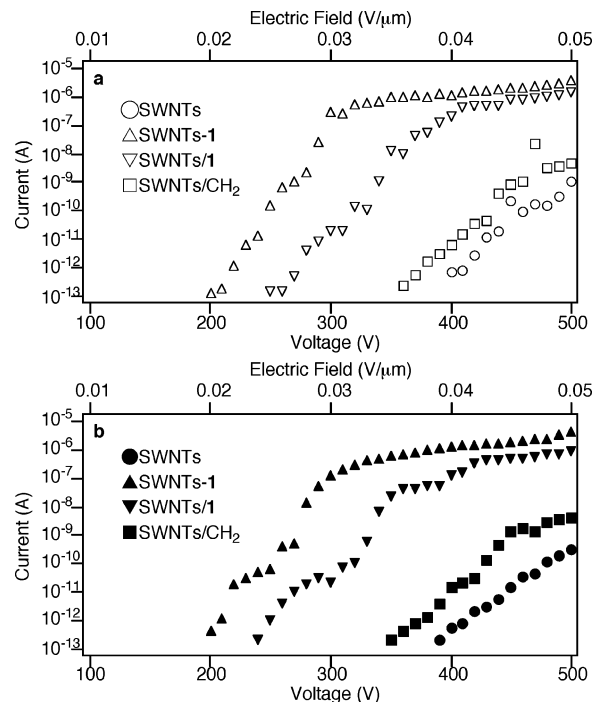 Electric Field (V/μm)
0.01 0.02 0.03 0.04 0.05
a
SWNTs
SWNTs-1
SWNTs/1
SWNTs/CH₂
10⁻⁵
10⁻⁶
10⁻⁷
10⁻⁸
10⁻⁹
10⁻¹⁰
10⁻¹¹
10⁻¹²
10⁻¹³
Current (A)
100 200 300 400 500
Voltage (V)
Electric Field (V/μm)
0.01 0.02 0.03 0.04 0.05
b
SWNTs
SWNTs-1
SWNTs/1
SWNTs/CH₂
10⁻⁵
10⁻⁶
10⁻⁷
10⁻⁸
10⁻⁹
10⁻¹⁰
10⁻¹¹
10⁻¹²
10⁻¹³
Current (A)
100 200 300 400 500
Voltage (V)